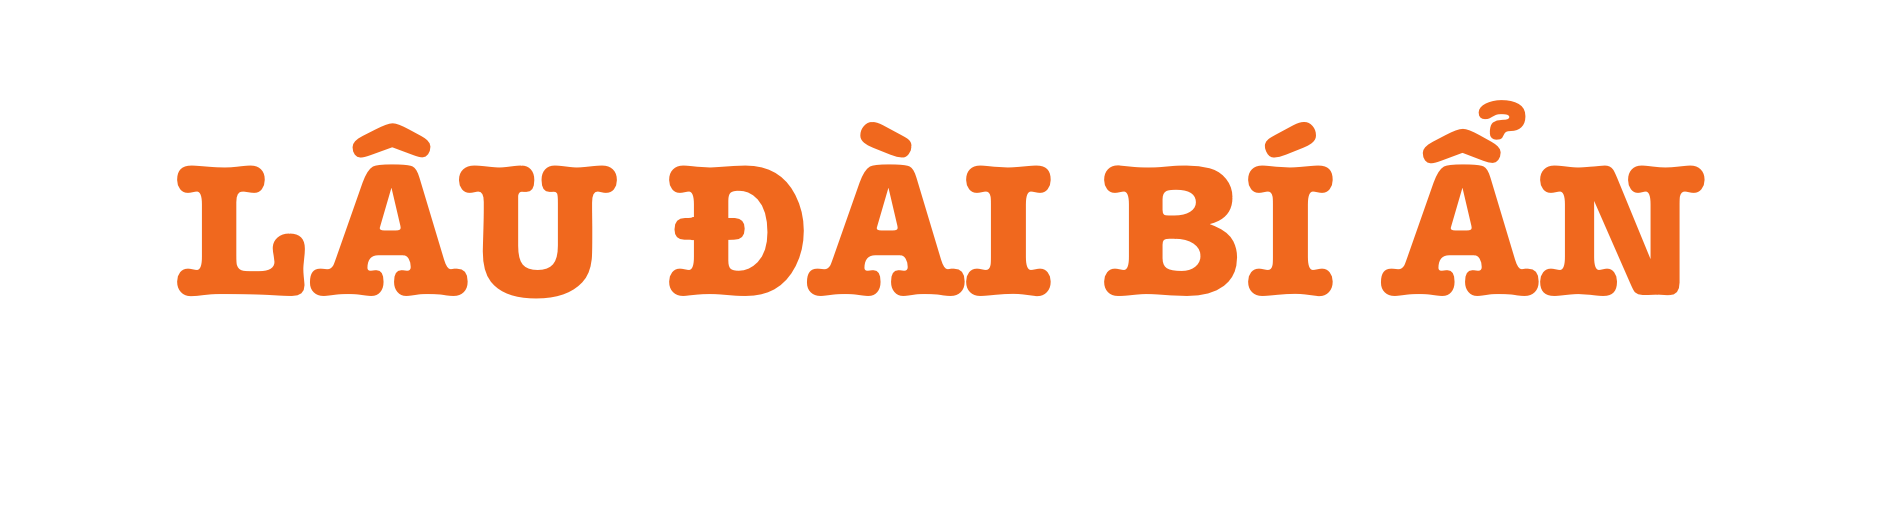 LÂU ĐÀI BÍ ẨN